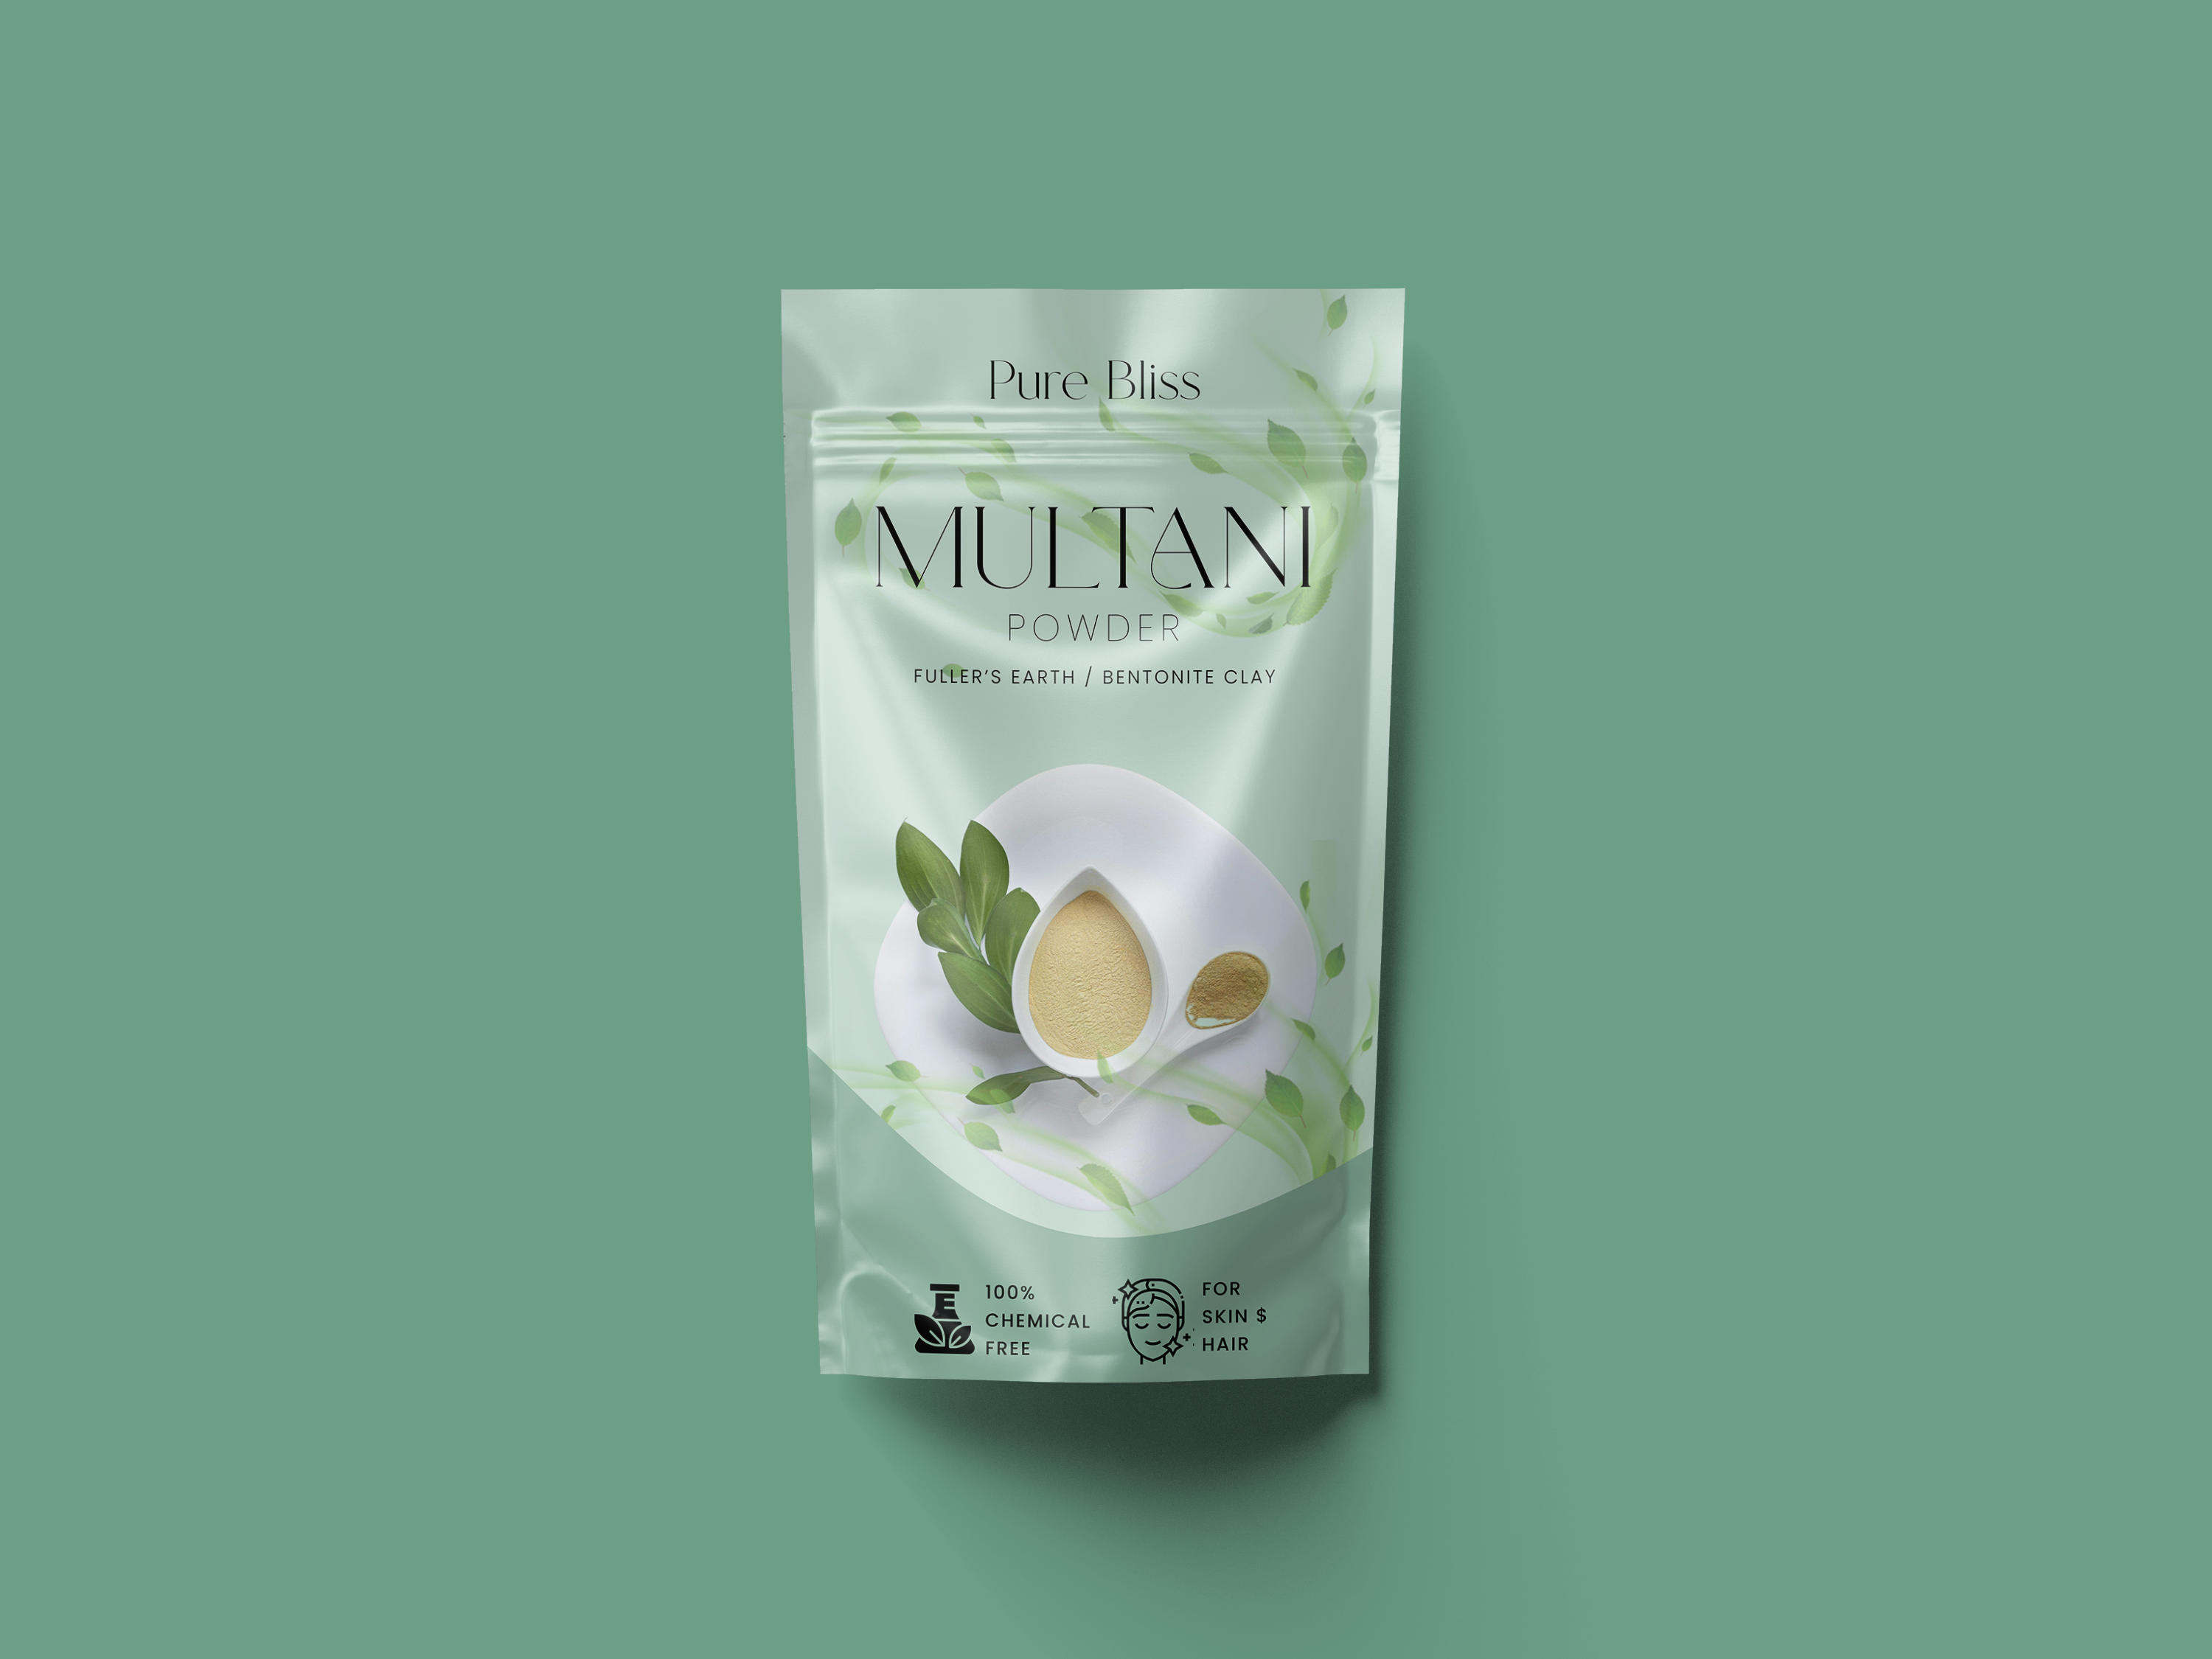 Pure Bliss
MULTANI
POWDER
FULLER'S EARTH / BENTONITE CLAY
100%
CHEMICAL
FREE
FOR
SKIN $
HAIR